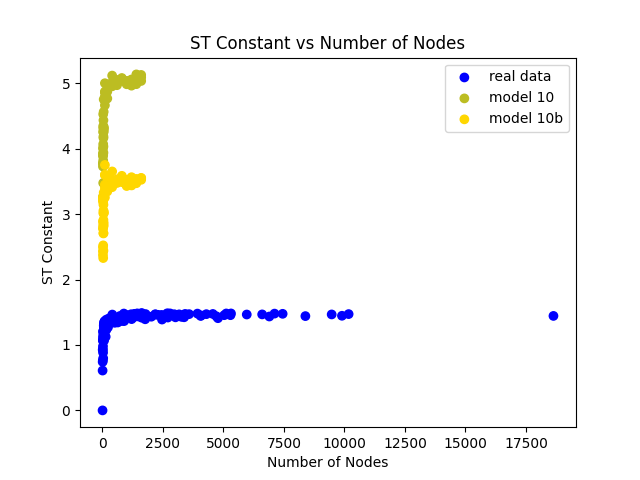 ST Constant vs Number of Nodes
real data
model 10
model 10b
ST Constant
5
4
3
2
1
0
0 2500 5000 7500 10000 12500 15000 17500
Number of Nodes